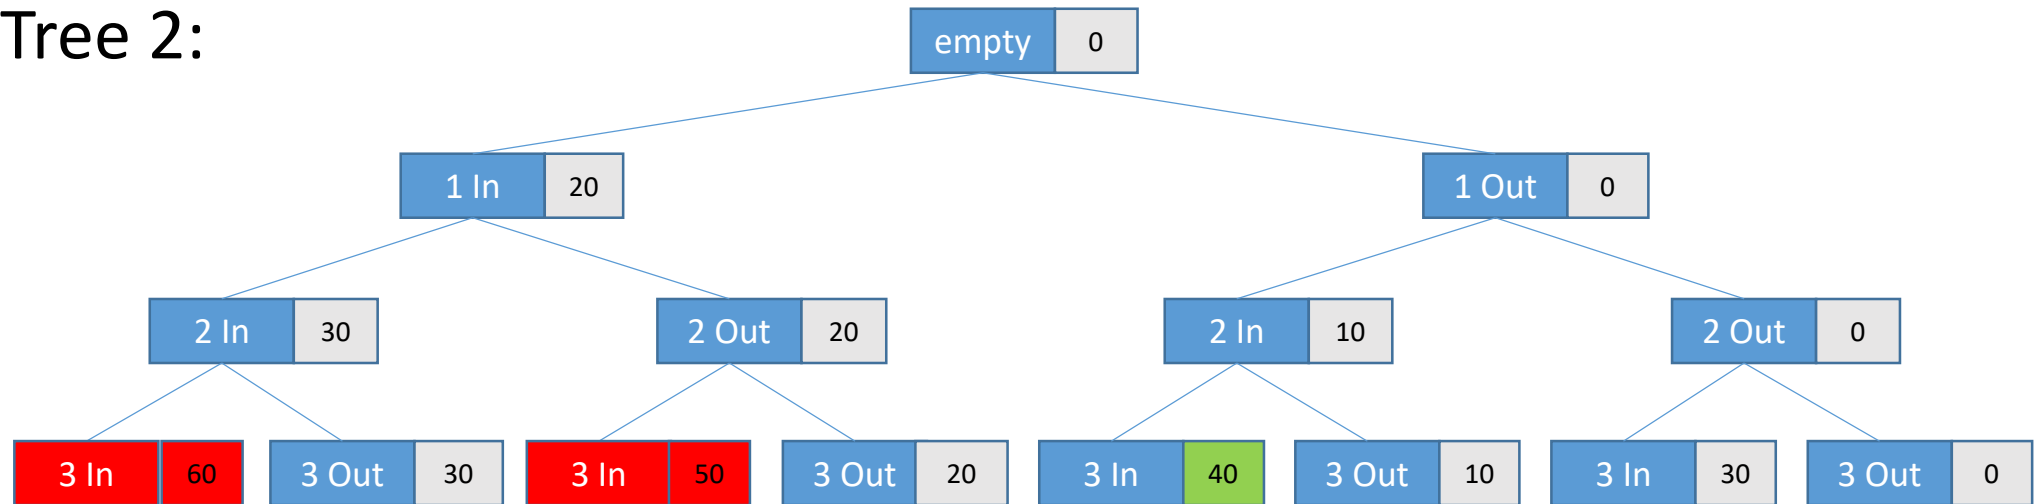 Tree 2:
empty 0
1 In 20
1 Out 0
2 In 30
2 Out 20
2 In 10
2 Out 0
3 In 60
3 Out 30
3 In 50
3 Out 20
3 In 40
3 Out 10
3 In 30
3 Out 0